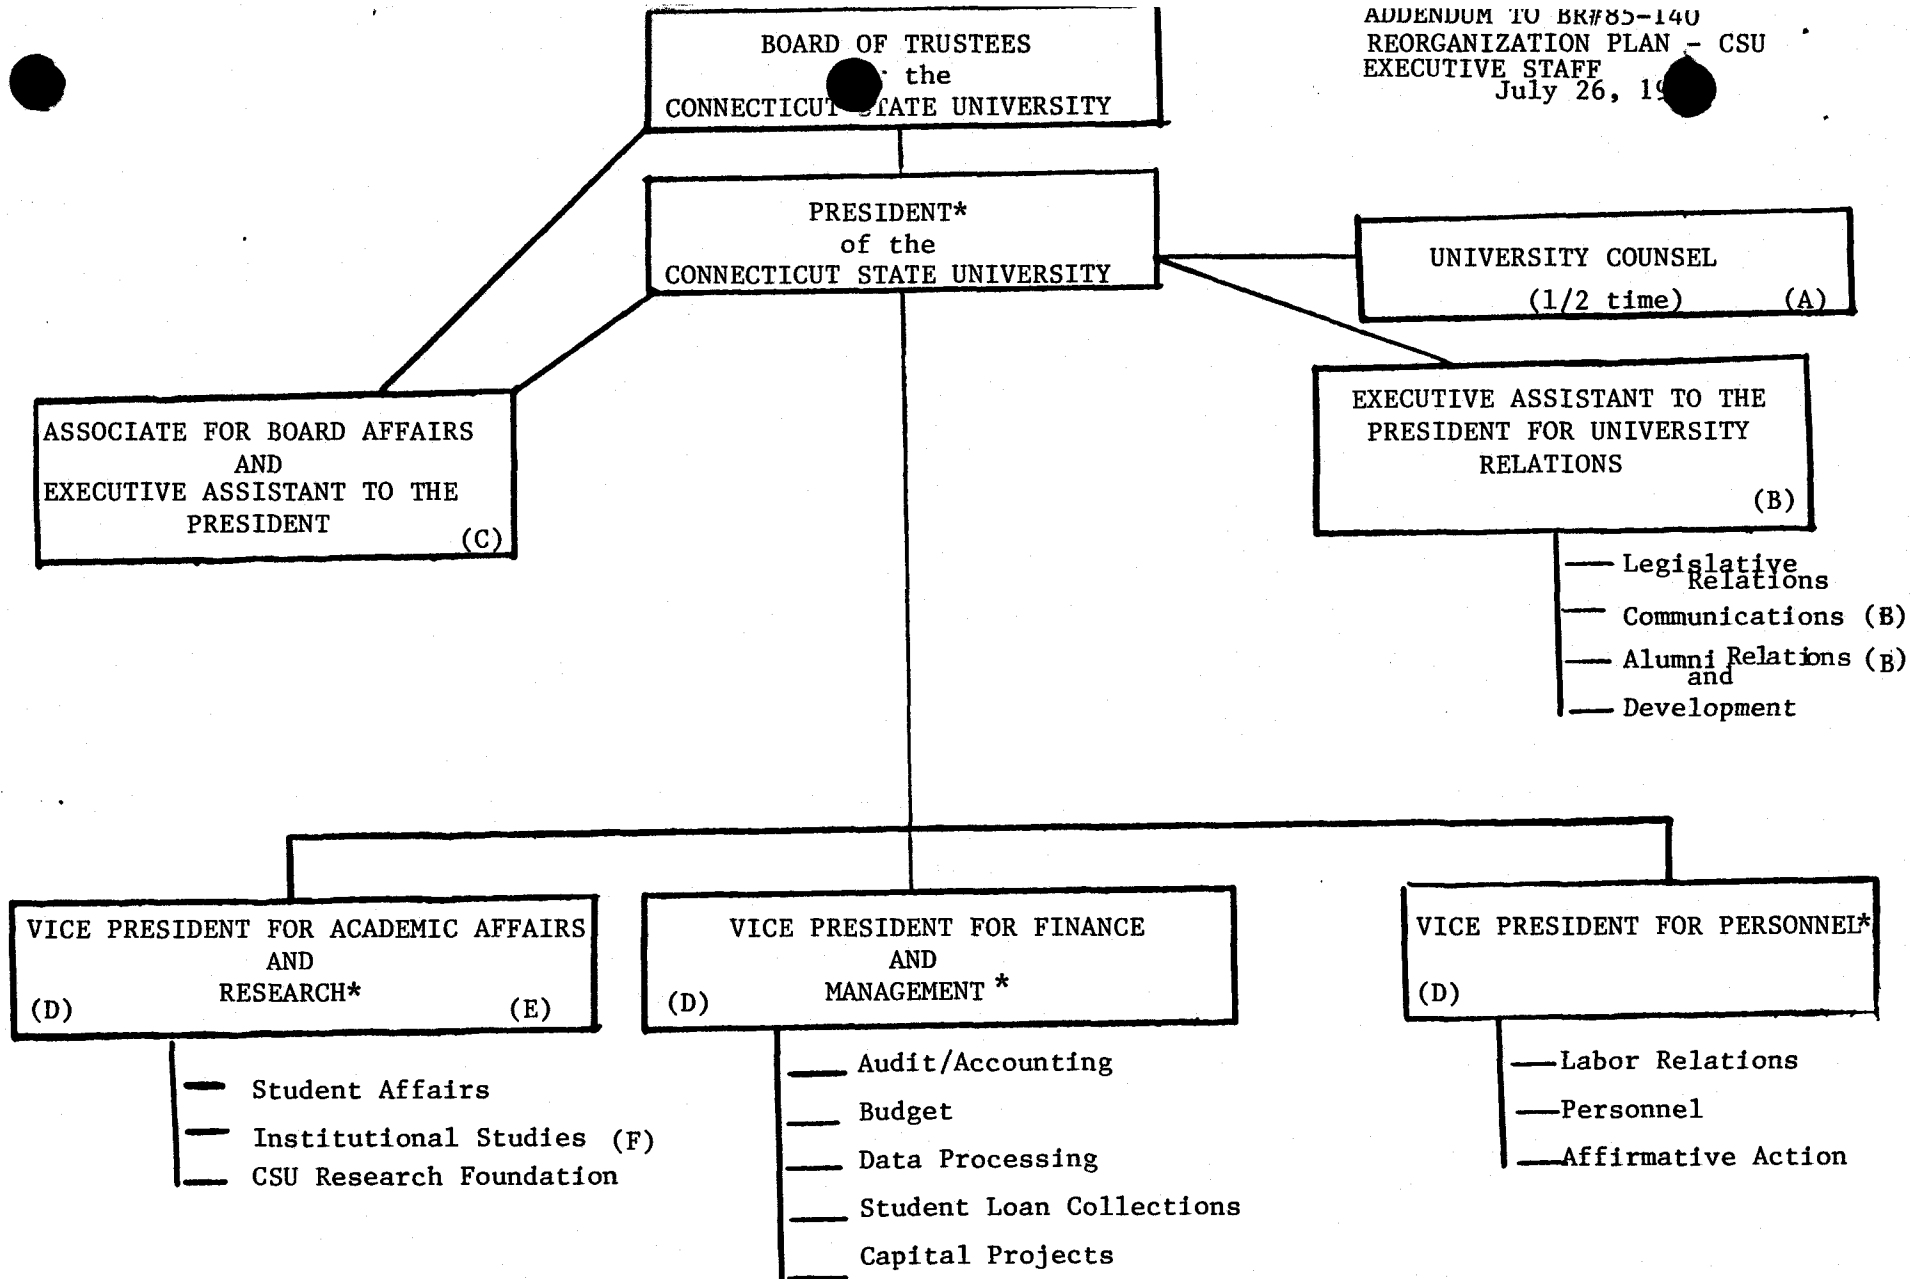 ADDENDUM TO BR#85-140
REORGANIZATION PLAN - CSU
EXECUTIVE STAFF
July 26,
BOARD OF TRUSTEES
the
CONNECTICUT STATE UNIVERSITY
PRESIDENT*
of the
CONNECTICUT STATE UNIVERSITY
UNIVERSITY COUNSEL
(1/2 time) (A)
ASSOCIATE FOR BOARD AFFAIRS
AND
EXECUTIVE ASSISTANT TO THE
PRESIDENT
(C)
EXECUTIVE ASSISTANT TO THE
PRESIDENT FOR UNIVERSITY
RELATIONS
(B)
Legislative
Relations
Communications (B)
Alumni Relations (B)
and
Development
VICE PRESIDENT FOR ACADEMIC AFFAIRS
AND
RESEARCH*
(D) (E)
Student Affairs
Institutional Studies (F)
CSU Research Foundation
VICE PRESIDENT FOR FINANCE
AND
MANAGEMENT *
(D)
Audit/Accounting
Budget
Data Processing
Student Loan Collections
Capital Projects
VICE PRESIDENT FOR PERSONNEL*
(D)
Labor Relations
Personnel
Affirmative Action